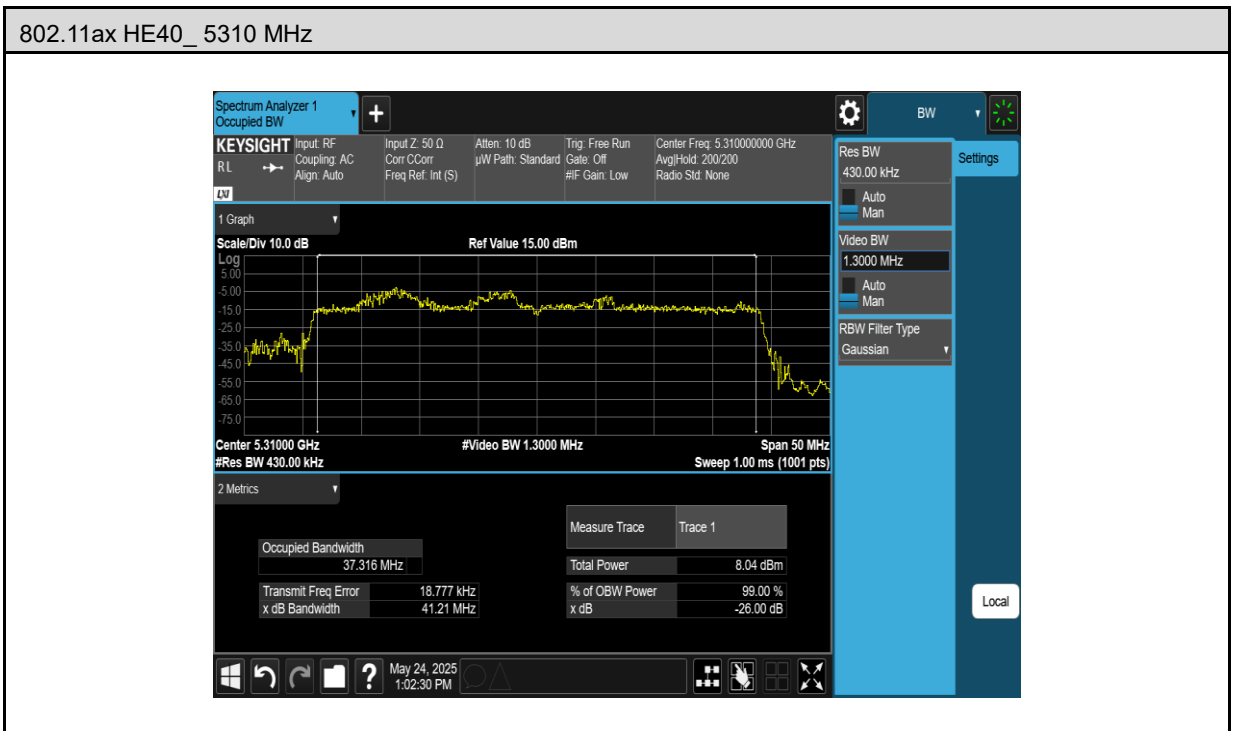 802.11ax HE40_ 5310 MHz
Spectrum Analyzer 1
Occupied BW
+
BW
KEYSIGHT
R L
LXI
Input: RF
Coupling: AC
Align: Auto
Input Z: 50 Ω
Corr CCorr
Freq Ref: Int (S)
Atten: 10 dB
µW Path: Standard
Trig: Free Run
Gate: Off
#IF Gain: Low
Center Freq: 5.310000000 GHz
Avg|Hold: 200/200
Radio Std: None
1 Graph
Scale/Div 10.0 dB
Ref Value 15.00 dBm
Log
5.00
-5.00
-15.0
-25.0
-35.0
-45.0
-55.0
-65.0
-75.0
Center 5.31000 GHz
#Video BW 1.3000 MHz
Span 50 MHz
#Res BW 430.00 kHz
Sweep 1.00 ms (1001 pts)
2 Metrics
Measure Trace Trace 1
Occupied Bandwidth
37.316 MHz
Total Power 8.04 dBm
Transmit Freq Error 18.777 kHz
% of OBW Power 99.00 %
x dB Bandwidth 41.21 MHz
x dB -26.00 dB
?
May 24, 2025
1:02:30 PM
Res BW
430.00 kHz
Auto
Man
Video BW
1.3000 MHz
Auto
Man
RBW Filter Type
Gaussian
Settings
Local